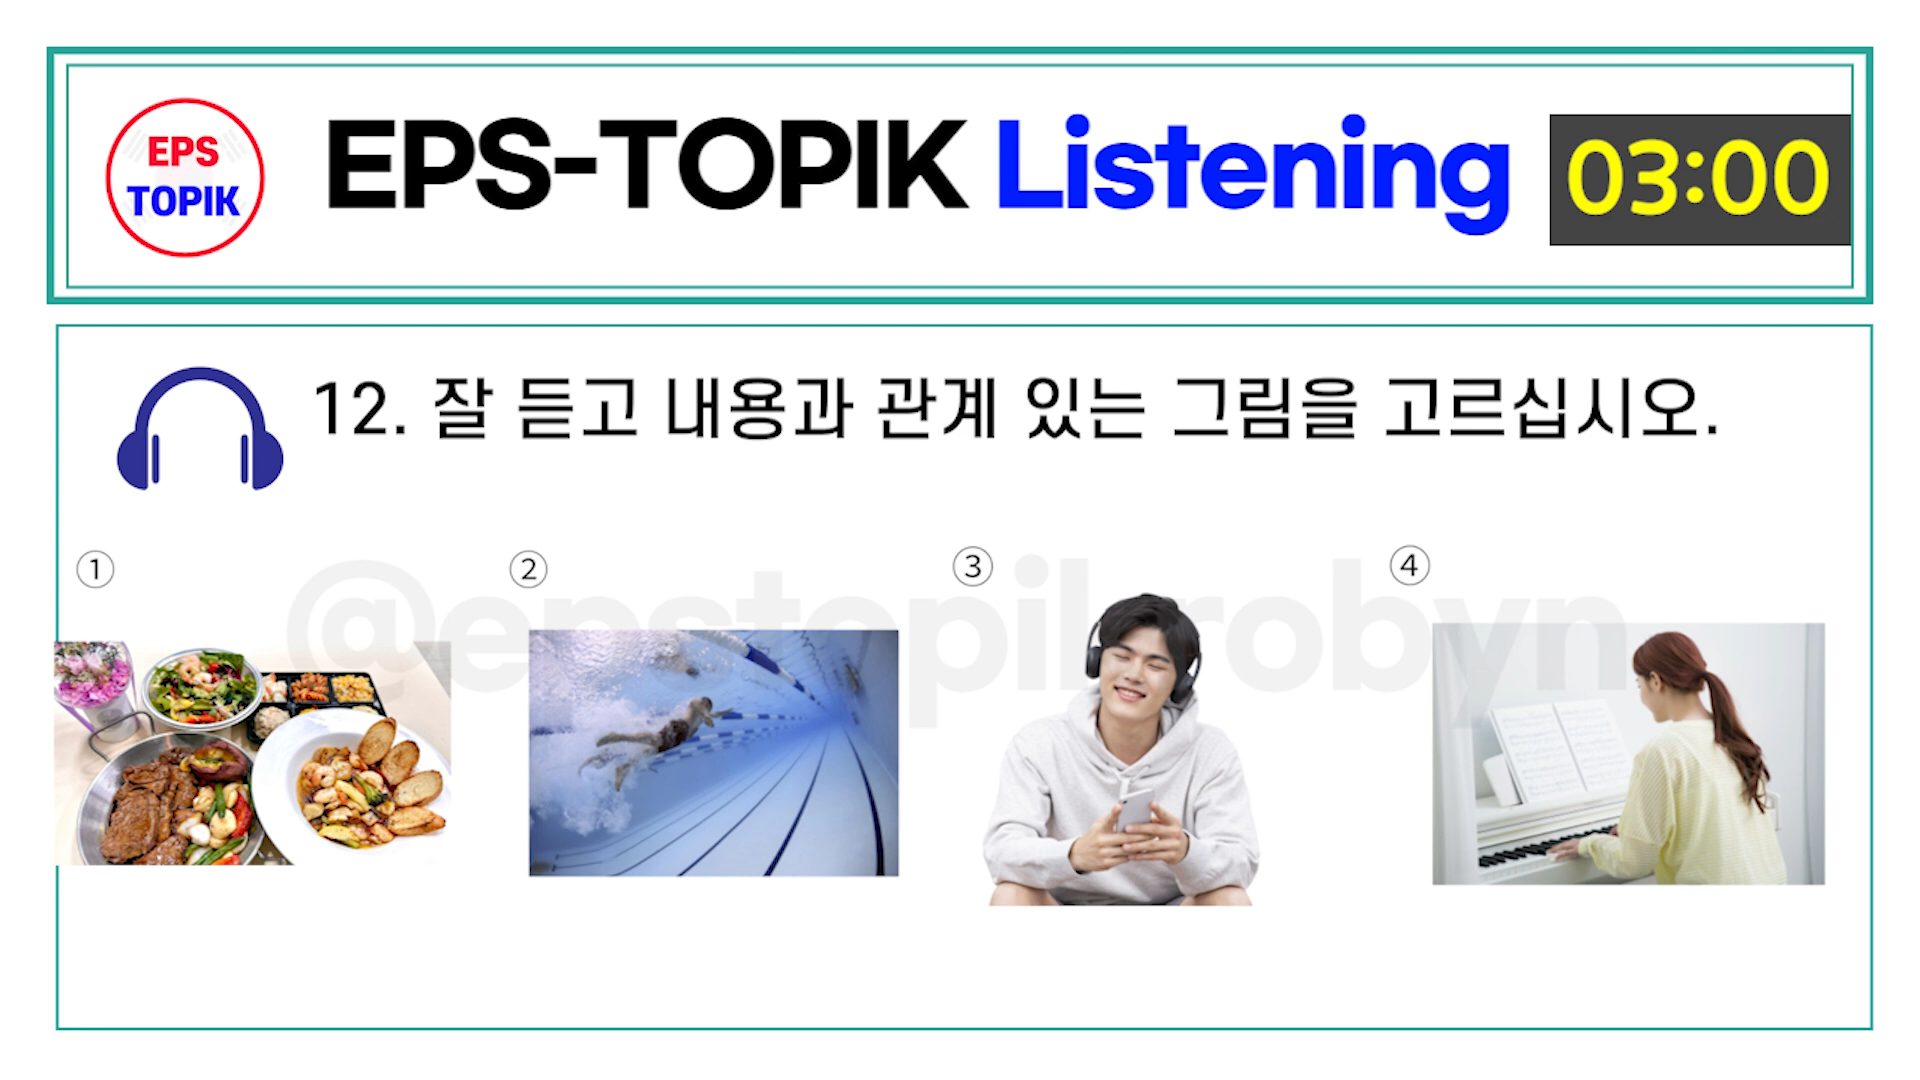 EPS
TOPIK
EPS-TOPIK Listening
03:00
12. 잘 듣고 내용과 관계 있는 그림을 고르십시오.
①
②
③
④
@epstopikrobyn